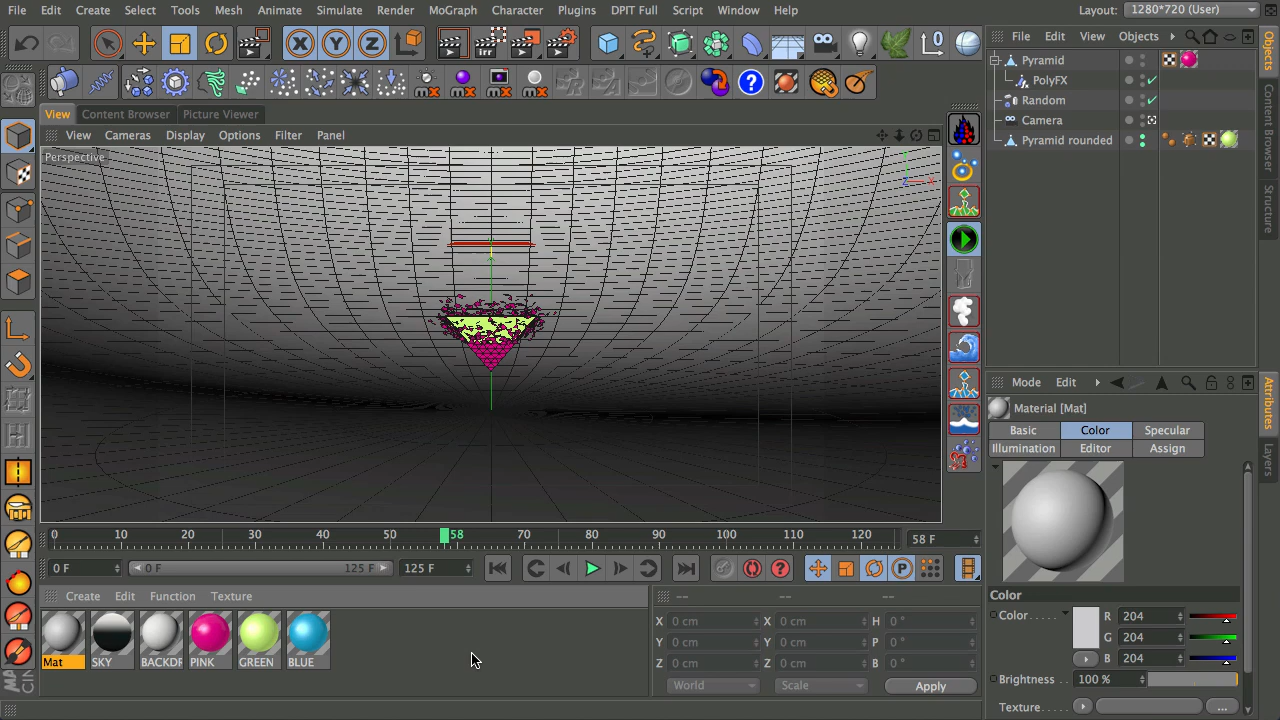 File Edit Create Selection Tools Mesh Animate Simulate Render MoGraph Character Plugins DPIT Full Script Window Help Layout: 1280*720 (User)
File Edit View Objects
View Content Browser Picture Viewer
View Cameras Display Options Filter Panel
Perspective
Y
Z X
Pyramid
PolyFX
Random
Camera
Pyramid rounded
Objects
Content Browser
Structure
Mode Edit
Material [Mat]
Basic Color Specular
Illumination Editor Assign
Attributes
Layers
Color
Color R 204
G 204
B 204
Brightness 100 %
Texture
0 10 20 30 40 50 58 70 80 90 100 110 120 58 F
0 F 0 F 125 F 125 F
Create Edit Function Texture
Mat SKY BACKDR PINK GREEN BLUE
-- -- --
X 0 cm X 0 cm H 0 °
Y 0 cm Y 0 cm P 0 °
Z 0 cm Z 0 cm B 0 °
World Scale Apply